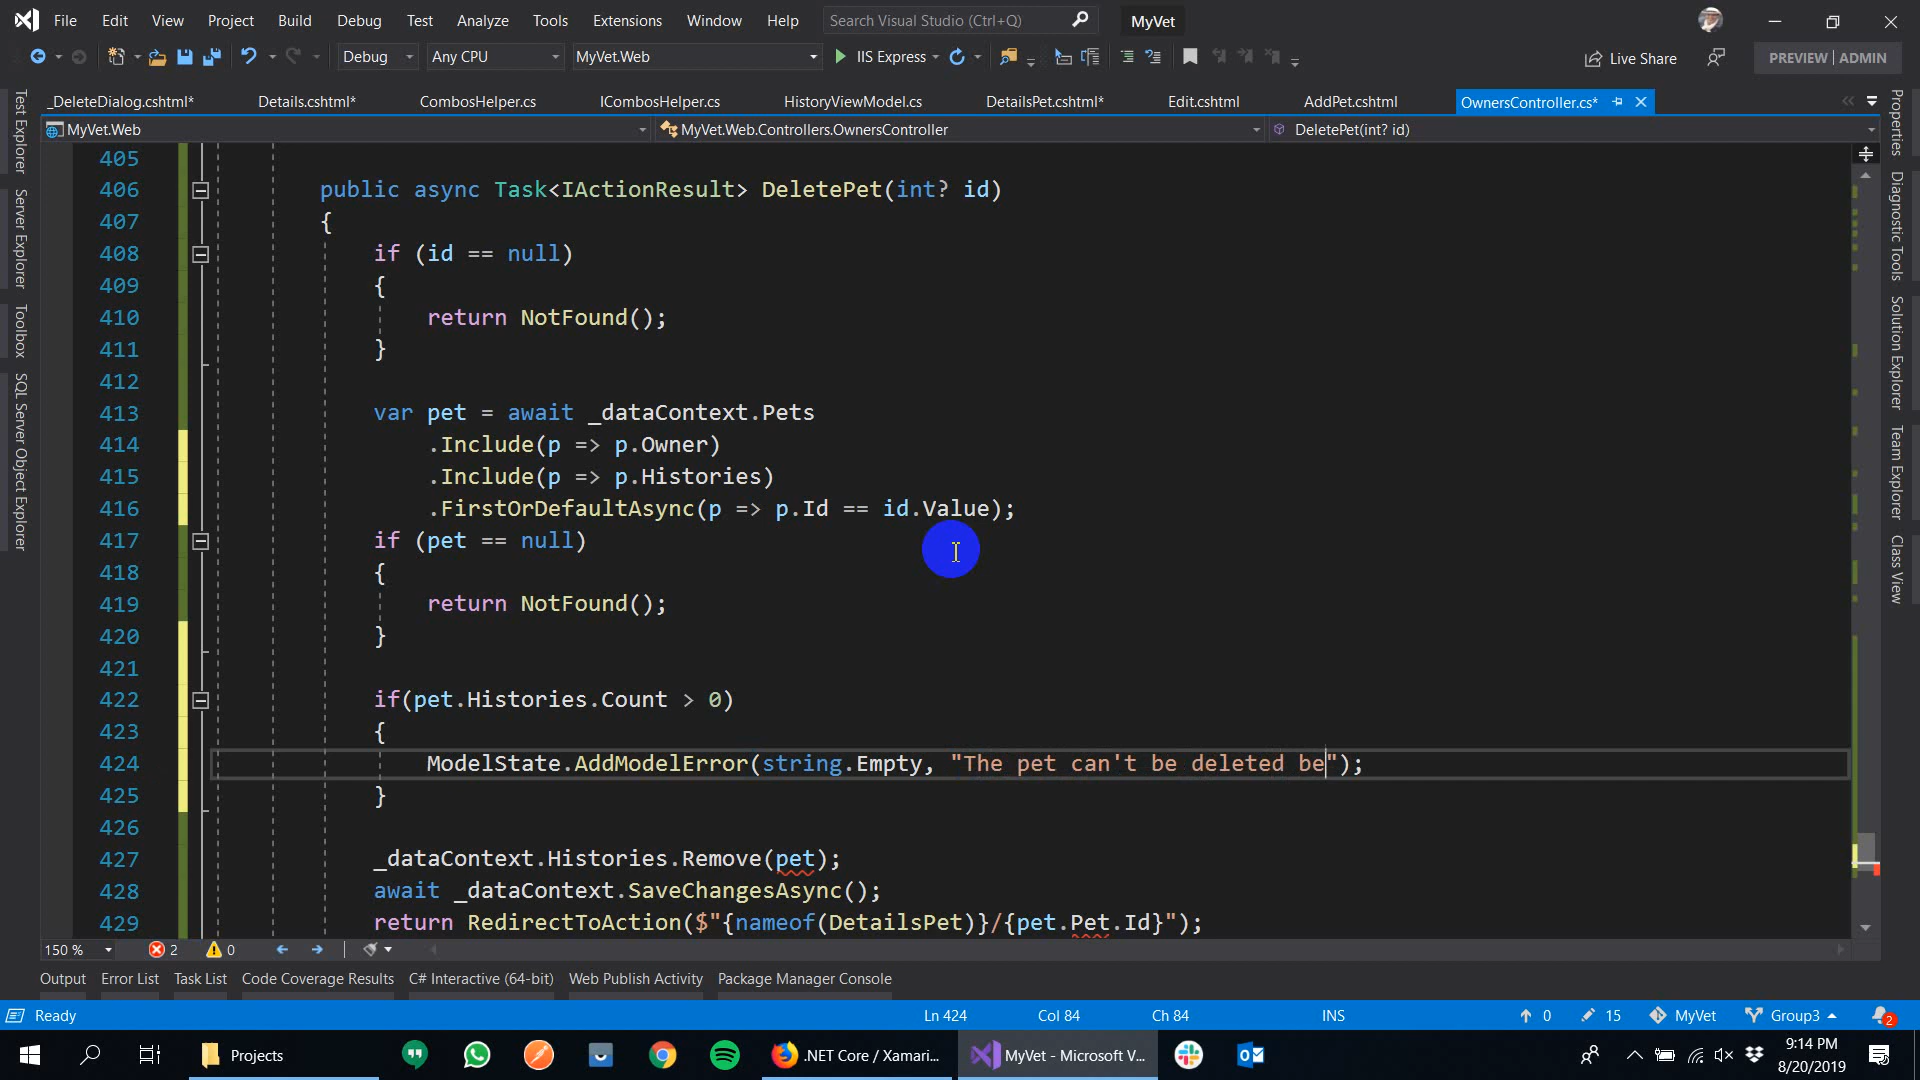 File Edit View Project Build Debug Test Analyze Tools Extensions Window Help Search Visual Studio (Ctrl+Q) MyVet
Debug Any CPU MyVet.Web IIS Express Live Share PREVIEW | ADMIN
_DeleteDialog.cshtml* Details.cshtml* CombosHelper.cs ICombosHelper.cs HistoryViewModel.cs DetailsPet.cshtml* Edit.cshtml AddPet.cshtml OwnersController.cs*
MyVet.Web MyVet.Web.Controllers.OwnersController DeletePet(int? id)
Test Explorer
Server Explorer
Toolbox
SQL Server Object Explorer
405
406 public async Task<IActionResult> DeletePet(int? id)
407 {
408 if (id == null)
409 {
410 return NotFound();
411 }
412
413 var pet = await _dataContext.Pets
414 .Include(p => p.Owner)
415 .Include(p => p.Histories)
416 .FirstOrDefaultAsync(p => p.Id == id.Value);
417 if (pet == null)
418 {
419 return NotFound();
420 }
421
422 if(pet.Histories.Count > 0)
423 {
424 ModelState.AddModelError(string.Empty, "The pet can't be deleted be");
425 }
426
427 _dataContext.Histories.Remove(pet);
428 await _dataContext.SaveChangesAsync();
429 return RedirectToAction($"{nameof(DetailsPet)}/{pet.Pet.Id}");
Properties
Diagnostic Tools
Solution Explorer
Team Explorer
Class View
150 % 2 0
Output Error List Task List Code Coverage Results C# Interactive (64-bit) Web Publish Activity Package Manager Console
Ready Ln 424 Col 84 Ch 84 INS 0 15 MyVet Group3 2
Projects .NET Core / Xamari... MyVet - Microsoft V... 9:14 PM
8/20/2019